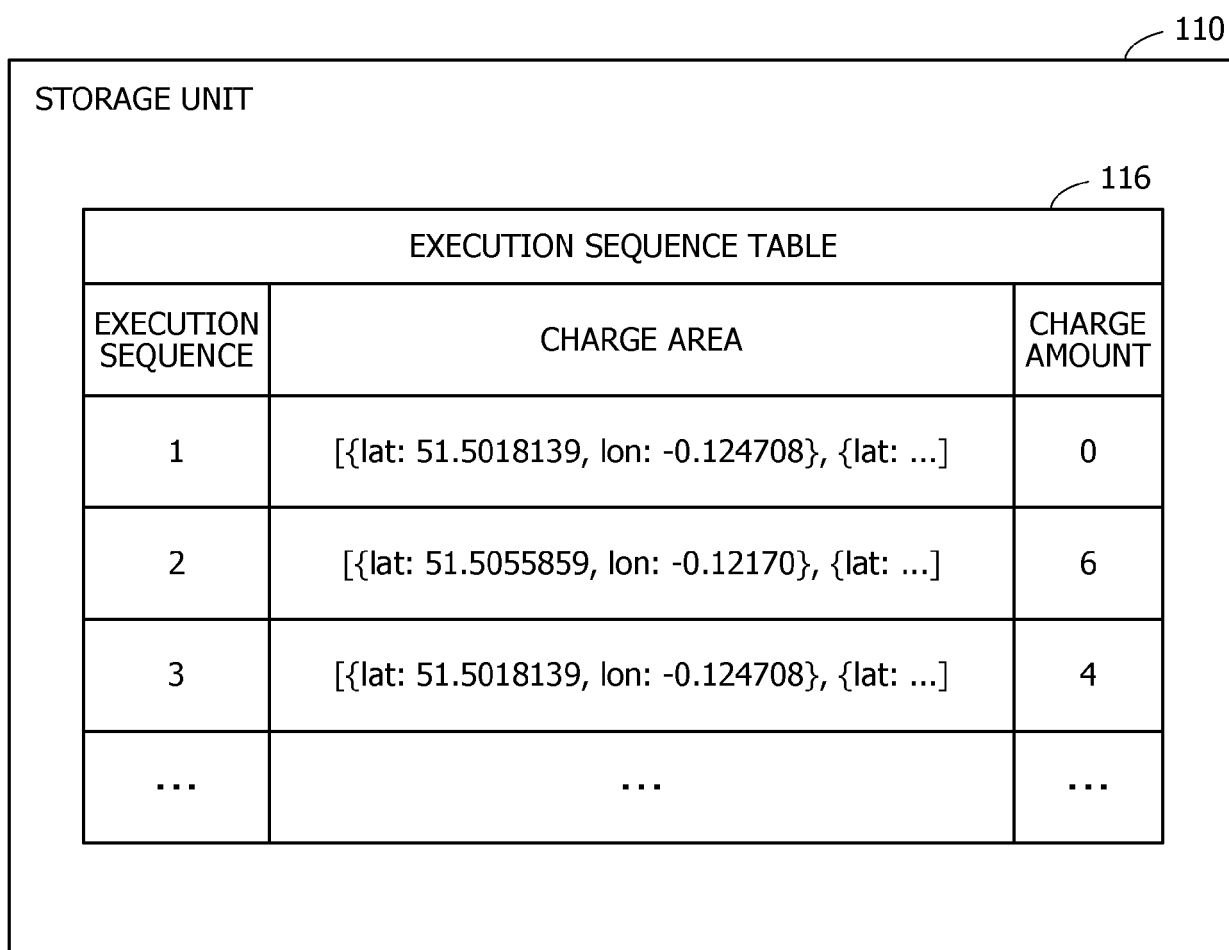 110
STORAGE UNIT
116
EXECUTION SEQUENCE TABLE
EXECUTION
SEQUENCE
CHARGE AREA
CHARGE
AMOUNT
1
[{lat: 51.5018139, lon: -0.124708}, {lat: ...]
0
2
[{lat: 51.5055859, lon: -0.12170}, {lat: ...]
6
3
[{lat: 51.5018139, lon: -0.124708}, {lat: ...]
4
...
...
...